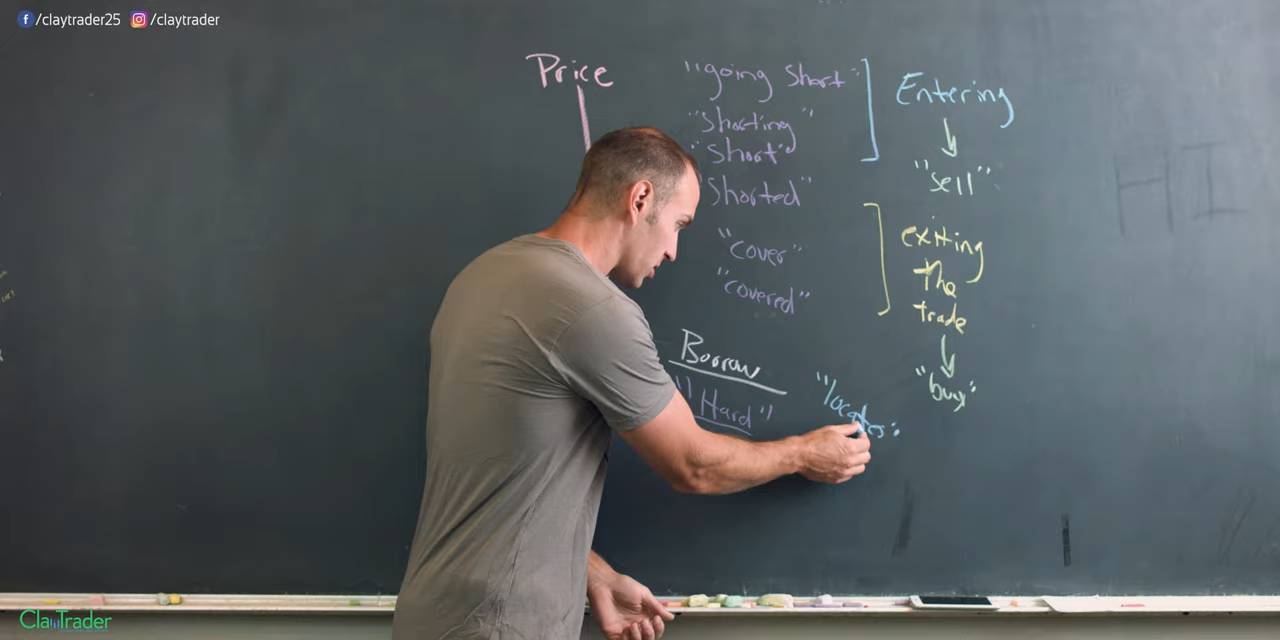 /claytrader25 /claytrader
Price
"going Short"
"Shorting"
"Short"
"Shorted"
"cover"
"covered"
] Entering
"sell"
] exiting
the
trade
"buy"
Borrow
"Hard"
"locates:
HI
ClayTrader